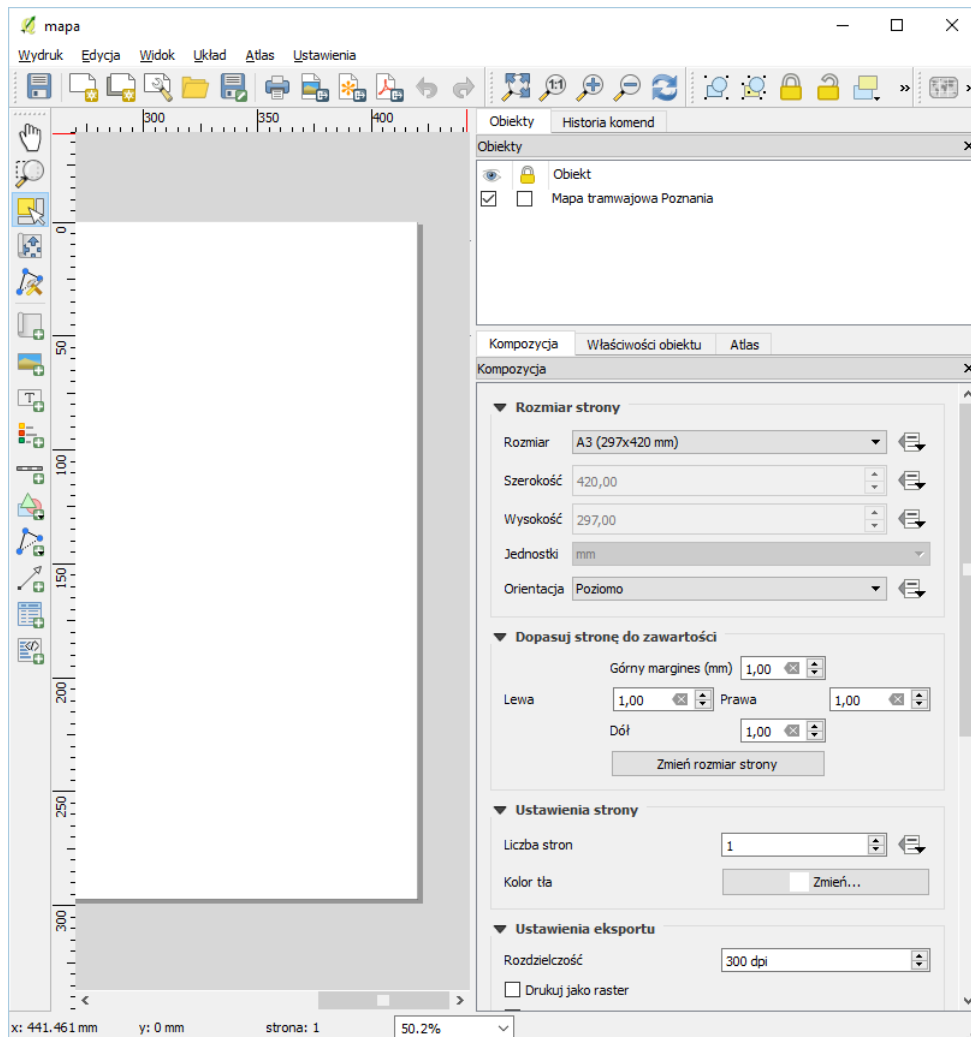 mapa
Wydruk Edycja Widok Układ Atlas Ustawienia
1:1 » »
300 350 400
0
50
100
150
200
250
300
Obiekty Historia komend
Obiekty
Obiekt
Mapa tramwajowa Poznania
Kompozycja Właściwości obiektu Atlas
Kompozycja
Rozmiar strony
Rozmiar A3 (297x420 mm)
Szerokość 420,00
Wysokość 297,00
Jednostki mm
Orientacja Poziomo
Dopasuj stronę do zawartości
Górny margines (mm) 1,00
Lewa 1,00 Prawa 1,00
Dół 1,00
Zmień rozmiar strony
Ustawienia strony
Liczba stron 1
Kolor tła Zmień...
Ustawienia eksportu
Rozdzielczość 300 dpi
Drukuj jako raster
x: 441.461 mm y: 0 mm strona: 1 50.2%